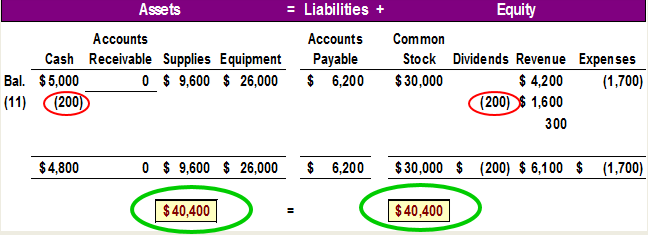 Assets = Liabilities + Equity
Accounts Accounts Common
Cash Receivable Supplies Equipment Payable Stock Dividends Revenue Expenses
Bal. $5,000 0 $ 9,600 $ 26,000 $ 6,200 $30,000 $ 4,200 (1,700)
(11) (200) (200) $ 1,600
300
$4,800 0 $ 9,600 $ 26,000 $ 6,200 $30,000 $ (200) $ 6,100 $ (1,700)
$40,400 = $40,400